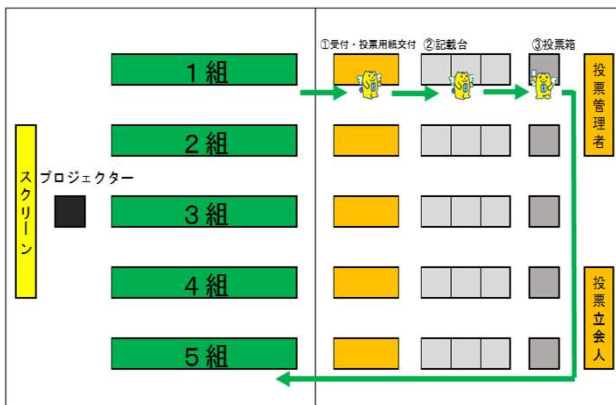 ①受付・投票用紙交付
②記載台
③投票箱
1組
2組
3組
4組
5組
スクリーン
プロジェクター
投票管理者
投票立会人